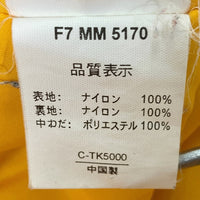 F7 MM 5170
品質表示
表地: ナイロン 100%
裏地: ナイロン 100%
中わだ: ポリエステル 100%
C-TK5000
中国製